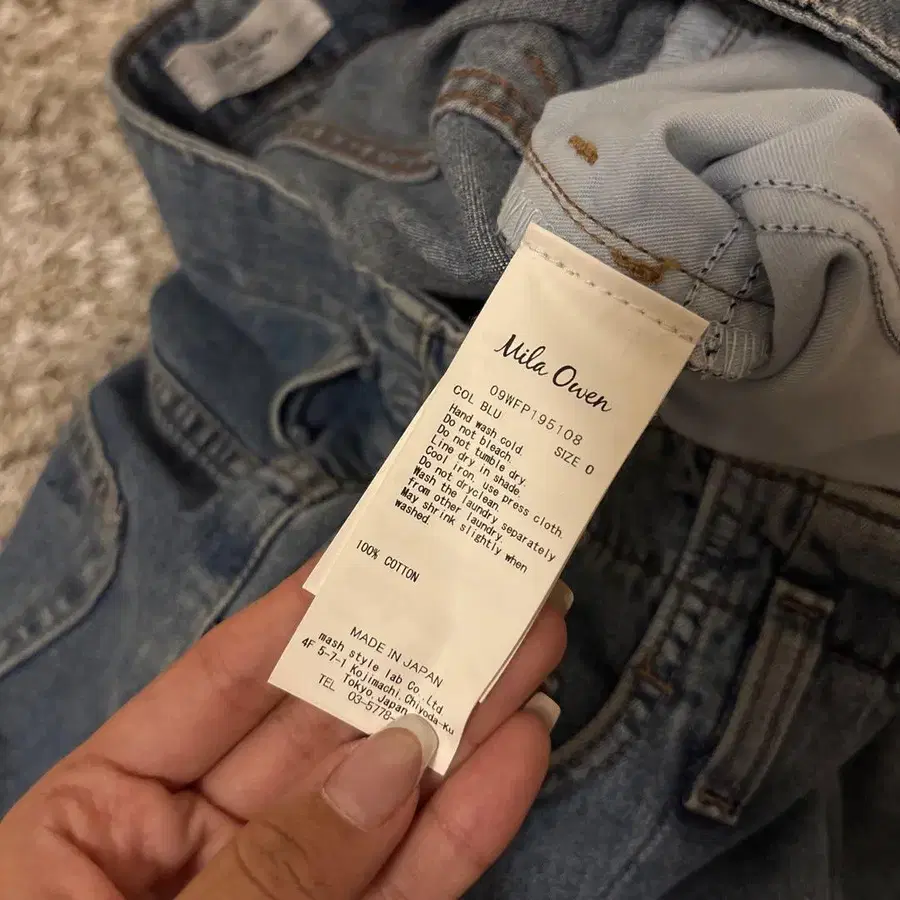 Mila Owen
Mila Owen
09WFP195108
COL BLU
SIZE 0
Hand wash cold.
Do not bleach.
Do not tumble dry.
Line dry in shade.
Cool iron, use press cloth.
Do not dryclean.
Wash the laundry separately
from other laundry.
May shrink slightly when
washed.
100% COTTON
MADE IN JAPAN
mash style lab Co.,Ltd.
4F 5-7-1 Kojimachi,Chiyoda-Ku
Tokyo,Japan
TEL 03-5778-